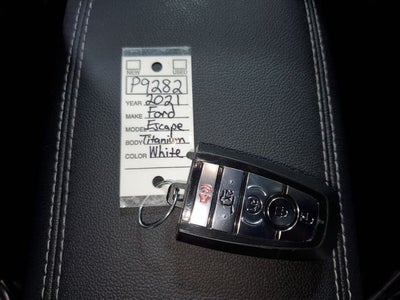 NEW USED
P9282
YEAR 2021
MAKE Ford
MODEL Escape
BODY Titanium
COLOR White